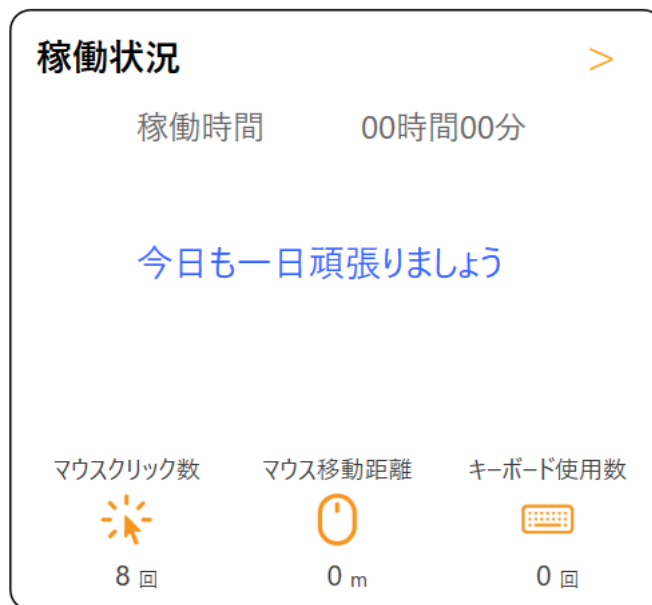 稼働状況 >
稼働時間 00時間00分
今日も一日頑張りましょう
マウスクリック数 マウス移動距離 キーボード使用数
8 回 0 m 0 回